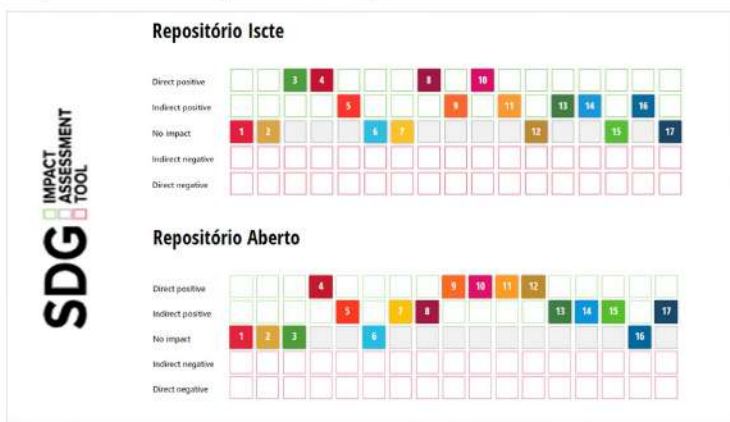 SDG IMPACT
ASSESSMENT
TOOL
Repositório Iscte
Direct positive 3 4 8 10
Indirect positive 5 9 11 13 14 16
No impact 1 2 6 7 12 15 17
Indirect negative
Direct negative
Repositório Aberto
Direct positive 4 9 10 11 12
Indirect positive 5 7 8 13 14 15 17
No impact 1 2 3 6 16
Indirect negative
Direct negative